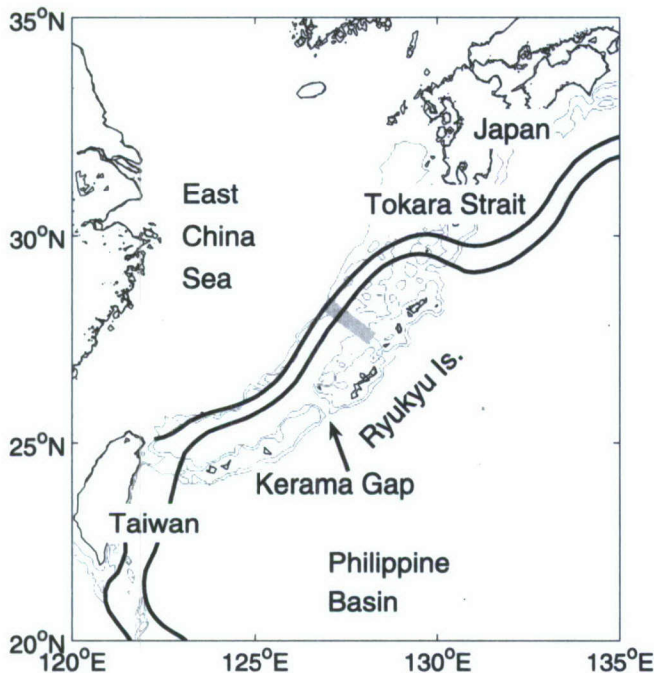 35°N
Japan
Tokara Strait
East
China
Sea
30°N
Ryukyu Is.
25°N
Kerama Gap
Taiwan
Philippine
Basin
20°N
120°E
125°E
130°E
135°E